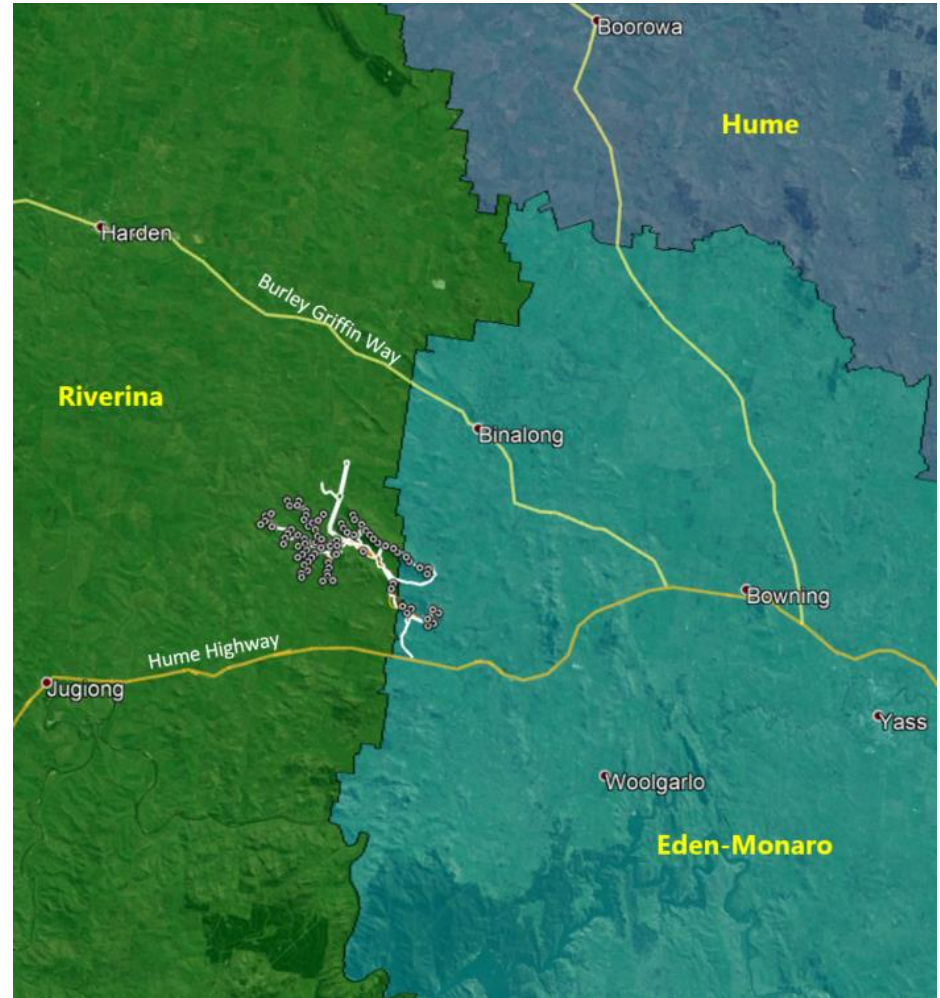 Boorowa
Hume
Harden
Burley Griffin Way
Riverina
Binalong
Bowning
Hume Highway
Jugiong
Yass
Woolgarlo
Eden-Monaro